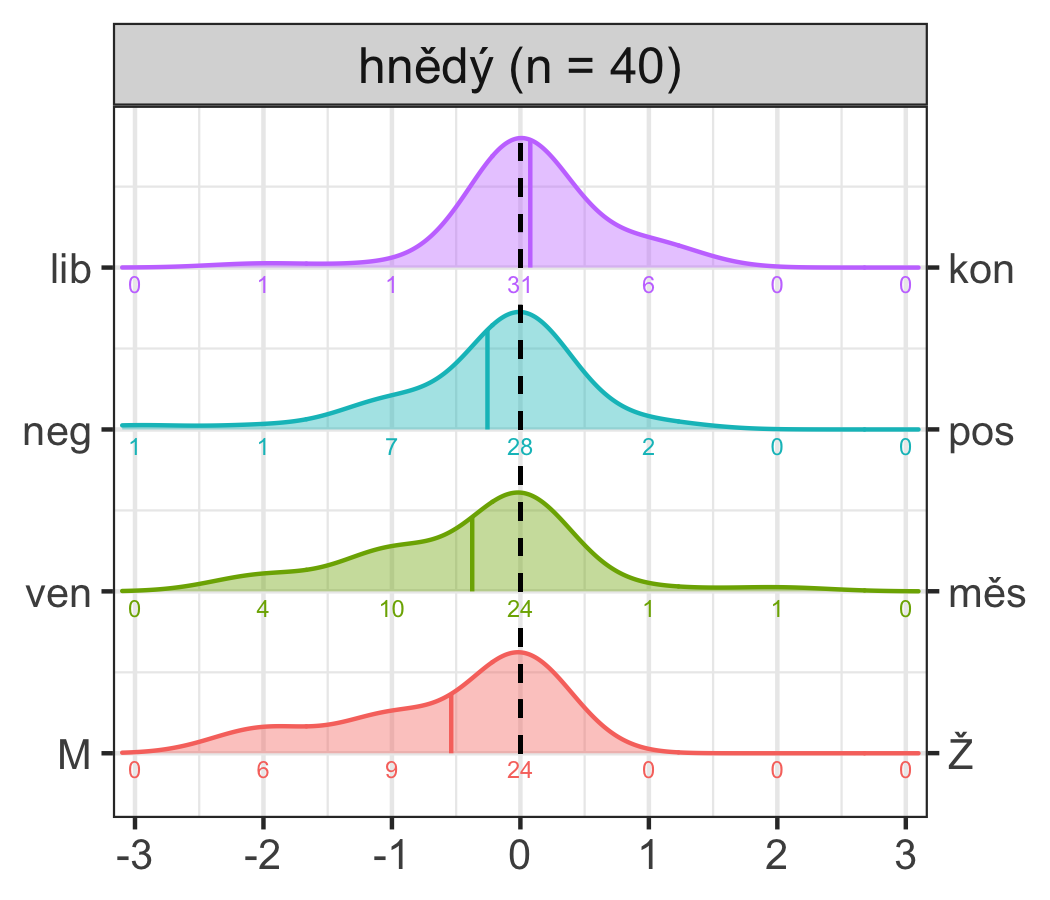 hnědý (n = 40)
lib kon
0 1 1 31 6 0 0
neg pos
1 1 7 28 2 0 0
ven měs
0 4 10 24 1 1 0
M Ž
0 6 9 24 0 0 0
-3 -2 -1 0 1 2 3